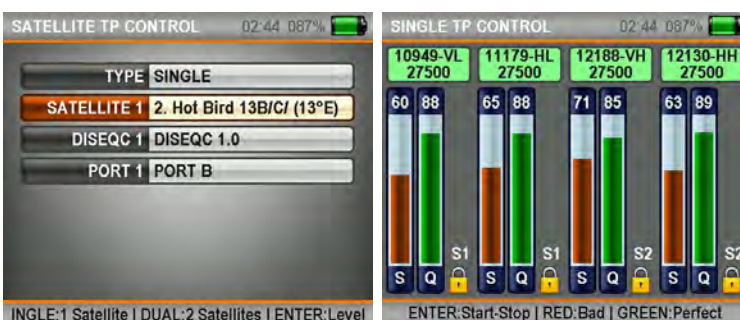 SATELLITE TP CONTROL 02:44 087%
TYPE SINGLE
SATELLITE 1 2. Hot Bird 13B/C/ (13°E)
DISEQC 1 DISEQC 1.0
PORT 1 PORT B
INGLE:1 Satellite | DUAL:2 Satellites | ENTER:Level
SINGLE TP CONTROL 02:44 087%
10949-VL 11179-HL 12188-VH 12130-HH
27500 27500 27500 27500
60 88 65 88 71 85 63 89
S1 S1 S2 S2
S Q S Q S Q S Q
ENTER:Start-Stop | RED:Bad | GREEN:Perfect